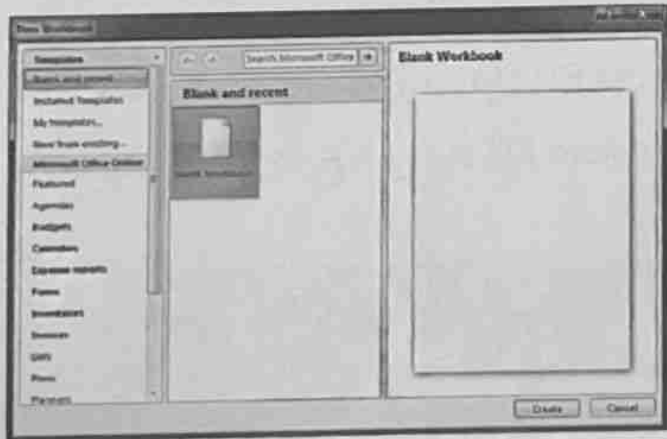 New Workbook
Templates
Blank and recent
Installed Templates
My templates...
New from existing...
Microsoft Office Online
Featured
Agendas
Budgets
Calendars
Expense reports
Forms
Inventories
Invoices
Lists
Plans
Planners
Search Microsoft Office
Blank and recent
Blank Workbook
Blank Workbook
Create
Cancel